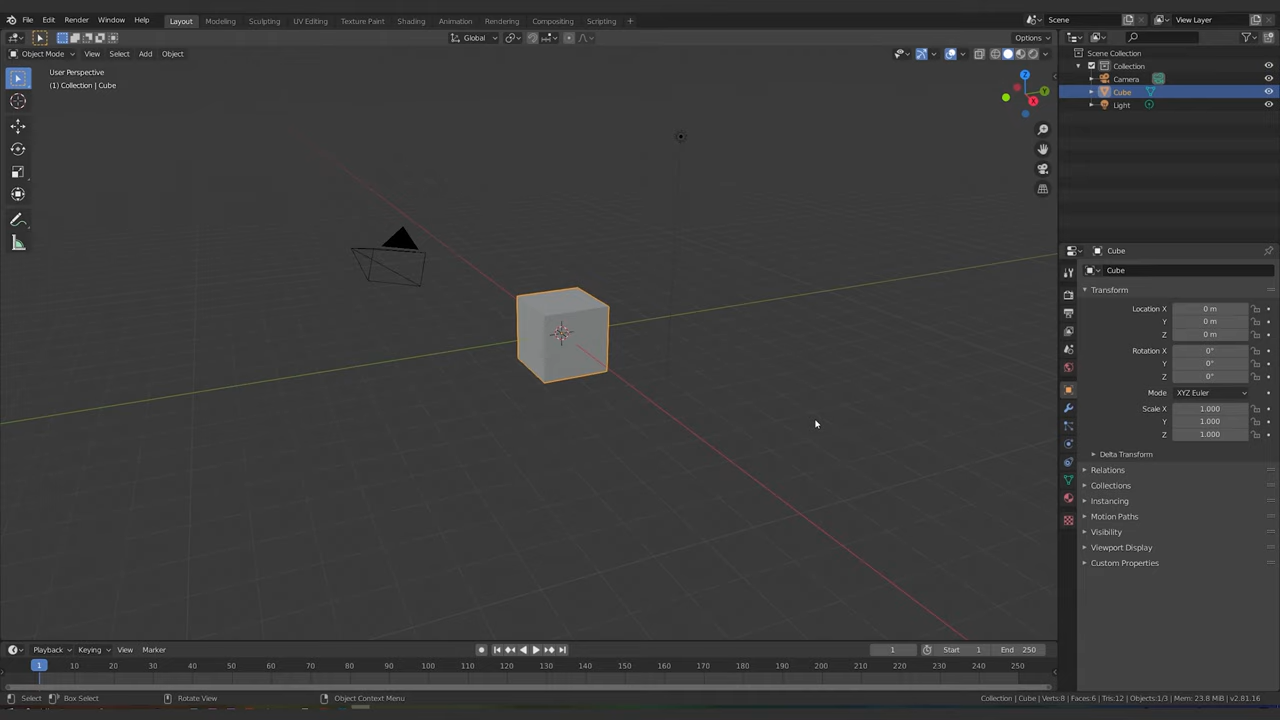 File Edit Render Window Help Layout Modeling Sculpting UV Editing Texture Paint Shading Animation Rendering Compositing Scripting + Scene View Layer
Global Options
Object Mode View Select Add Object
User Perspective
(1) Collection | Cube
Z
Y
X
Scene Collection
Collection
Camera
Cube
Light
Cube
Cube
Transform
Location X 0 m
Y 0 m
Z 0 m
Rotation X 0°
Y 0°
Z 0°
Mode XYZ Euler
Scale X 1.000
Y 1.000
Z 1.000
Delta Transform
Relations
Collections
Instancing
Motion Paths
Visibility
Viewport Display
Custom Properties
Playback Keying View Marker 1 Start 1 End 250
1 10 20 30 40 50 60 70 80 90 100 110 120 130 140 150 160 170 180 190 200 210 220 230 240 250
Select Box Select Rotate View Object Context Menu Collection | Cube | Verts:8 | Faces:6 | Tris:12 | Objects:1/3 | Mem: 23.8 MiB | v2.81.16